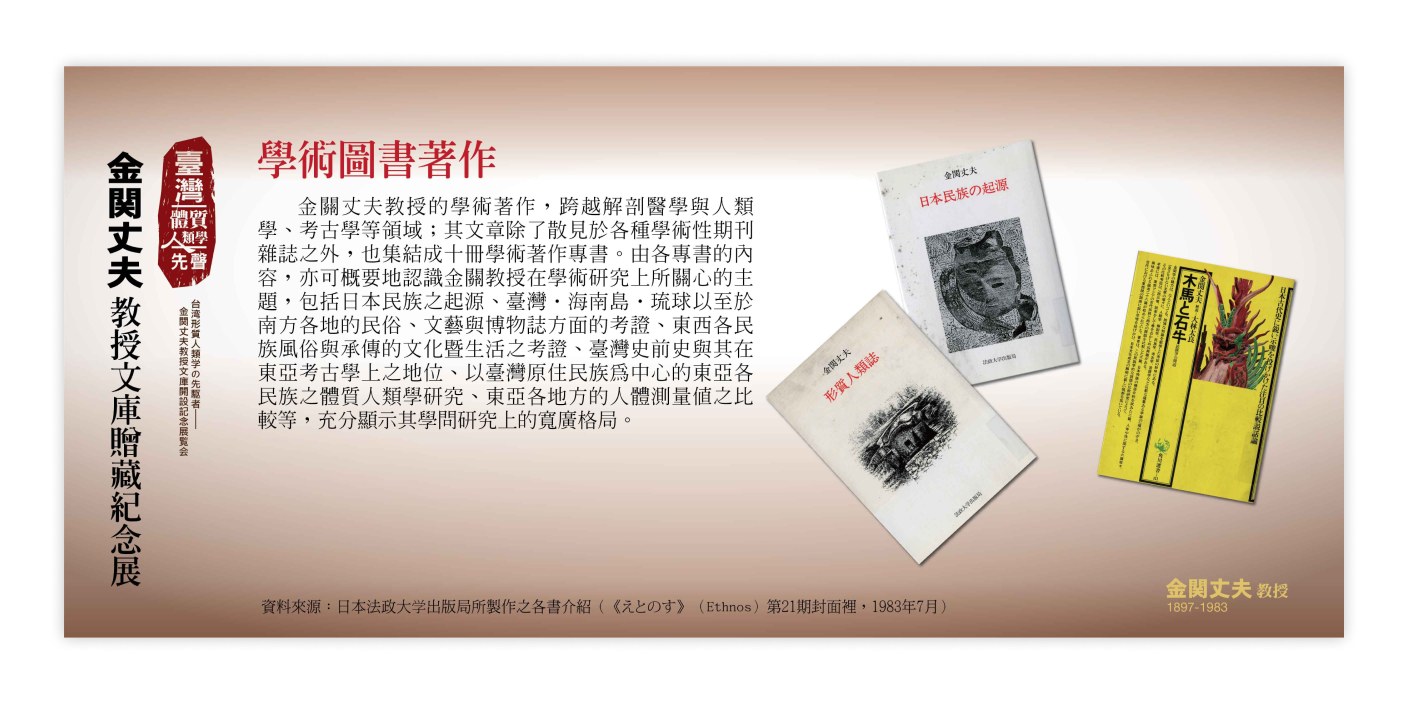 金関丈夫教授文庫贈藏紀念展
臺灣
體質
人類學
先聲
台湾形質人類学の先駆者——
金関丈夫教授文庫開設記念展覧会
學術圖書著作
金關丈夫教授的學術著作，跨越解剖醫學與人類
學、考古學等領域；其文章除了散見於各種學術性期刊
雜誌之外，也集結成十冊學術著作專書。由各專書的內
容，亦可概要地認識金關教授在學術研究上所關心的主
題，包括日本民族之起源、臺灣・海南島・琉球以至於
南方各地的民俗、文藝與博物誌方面的考證、東西各民
族風俗與承傳的文化暨生活之考證、臺灣史前史與其在
東亞考古學上之地位、以臺灣原住民族爲中心的東亞各
民族之體質人類學研究、東亞各地方的人體測量值之比
較等，充分顯示其學問研究上的寬廣格局。
資料來源：日本法政大学出版局所製作之各書介紹（《えとのす》（Ethnos）第21期封面裡，1983年7月）
金関丈夫
日本民族の起源
法政大学出版局
金関丈夫
形質人類誌
法政大学出版局
木馬と石牛
金関丈夫
大林太良
角川選書
金関丈夫 教授
1897-1983